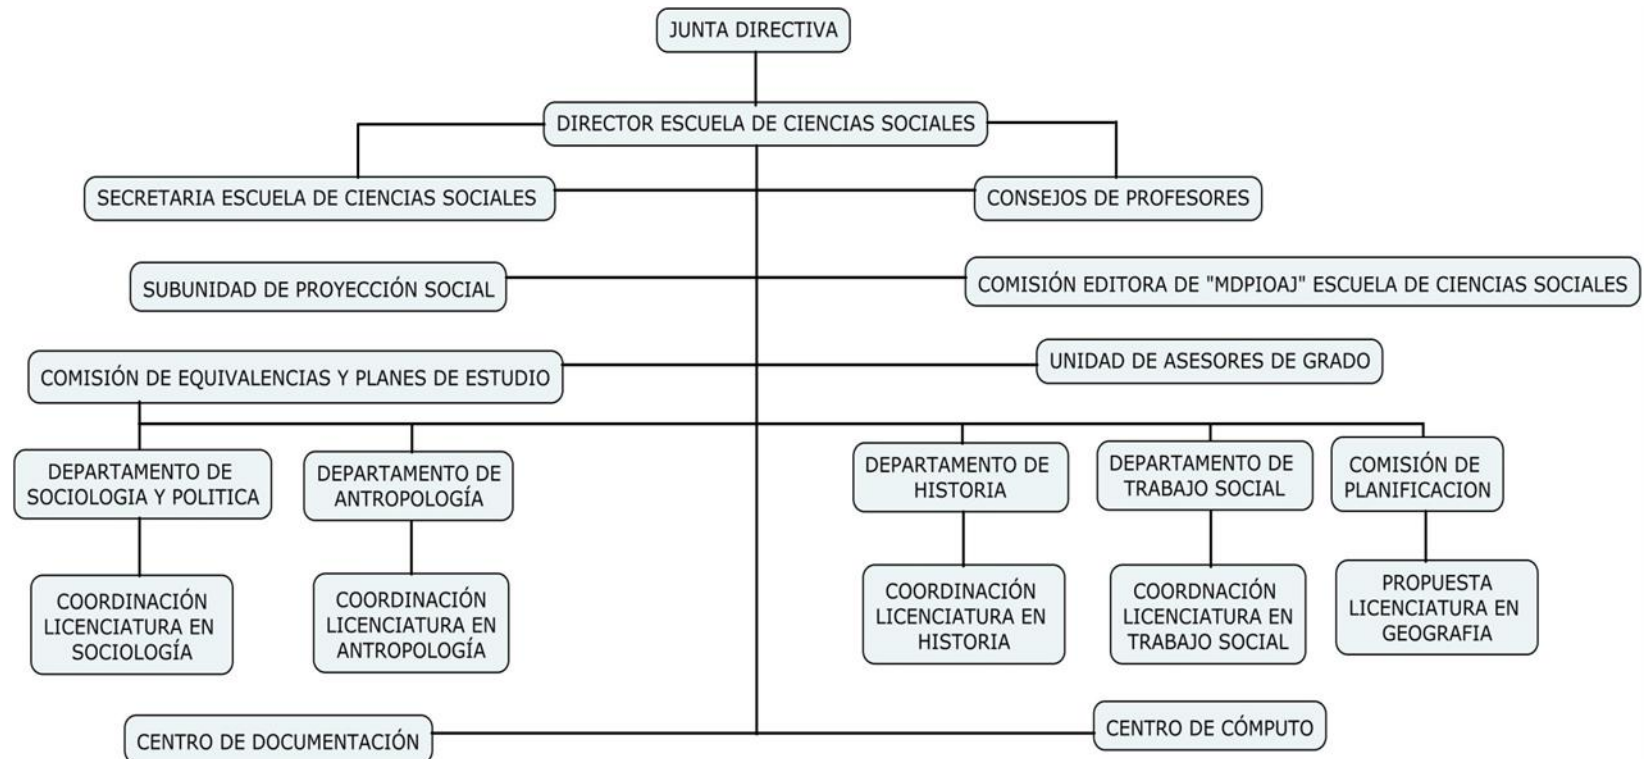 JUNTA DIRECTIVA
DIRECTOR ESCUELA DE CIENCIAS SOCIALES
SECRETARIA ESCUELA DE CIENCIAS SOCIALES
CONSEJOS DE PROFESORES
SUBUNIDAD DE PROYECCIÓN SOCIAL
COMISIÓN EDITORA DE "MDPIOAJ" ESCUELA DE CIENCIAS SOCIALES
COMISIÓN DE EQUIVALENCIAS Y PLANES DE ESTUDIO
UNIDAD DE ASESORES DE GRADO
DEPARTAMENTO DE
SOCIOLOGIA Y POLITICA
DEPARTAMENTO DE
ANTROPOLOGÍA
DEPARTAMENTO DE
HISTORIA
DEPARTAMENTO DE
TRABAJO SOCIAL
COMISIÓN DE
PLANIFICACION
COORDINACIÓN
LICENCIATURA EN
SOCIOLOGÍA
COORDINACIÓN
LICENCIATURA EN
ANTROPOLOGÍA
COORDINACIÓN
LICENCIATURA EN
HISTORIA
COORDNACIÓN
LICENCIATURA EN
TRABAJO SOCIAL
PROPUESTA
LICENCIATURA EN
GEOGRAFIA
CENTRO DE DOCUMENTACIÓN
CENTRO DE CÓMPUTO